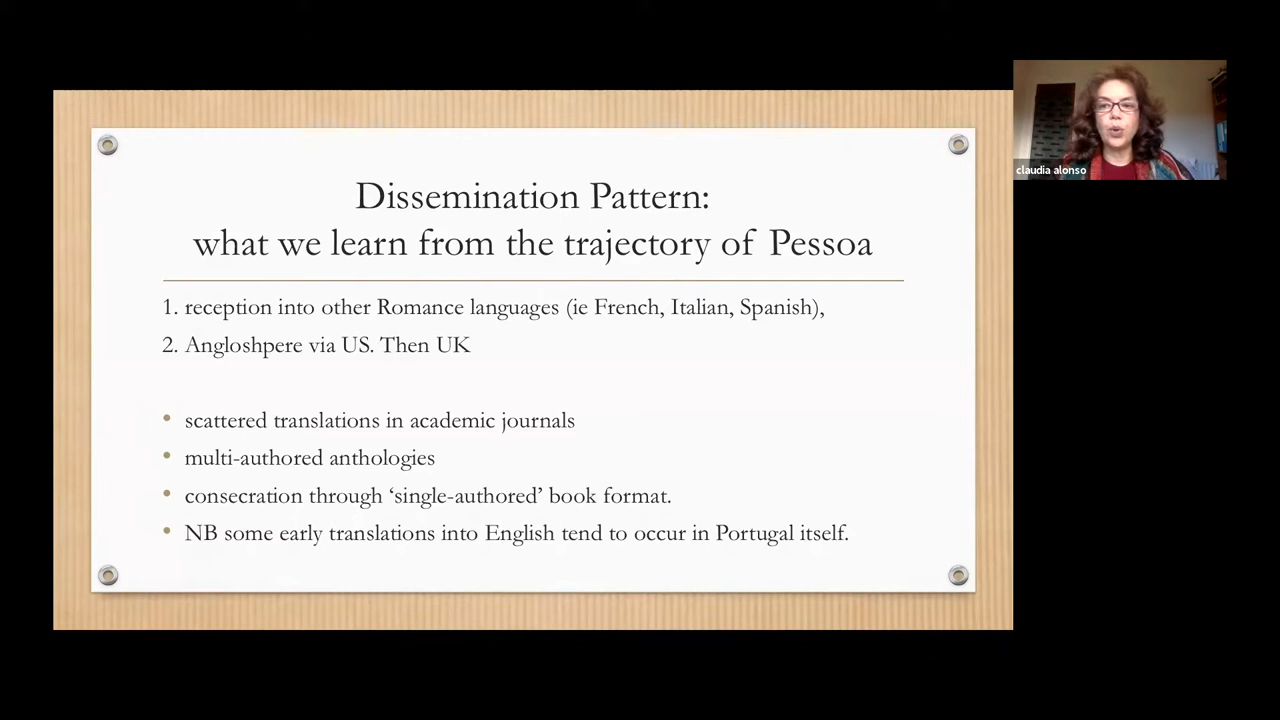 Dissemination Pattern:
what we learn from the trajectory of Pessoa
1. reception into other Romance languages (ie French, Italian, Spanish),
2. Angloshpere via US. Then UK
• scattered translations in academic journals
• multi-authored anthologies
• consecration through ‘single-authored’ book format.
• NB some early translations into English tend to occur in Portugal itself.
claudia alonso